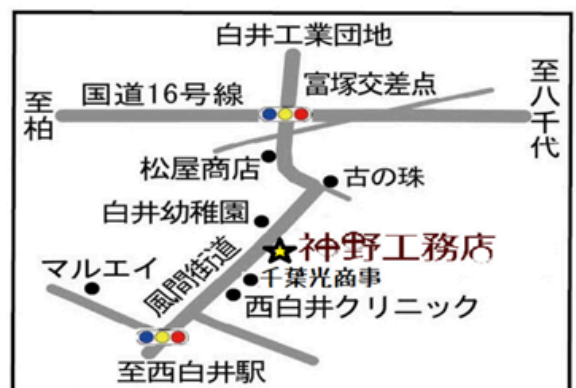 白井工業団地
国道16号線
富塚交差点
至柏
至八千代
松屋商店
古の珠
白井幼稚園
神野工務店
風間街道
千葉光商事
マルエイ
西白井クリニック
至西白井駅